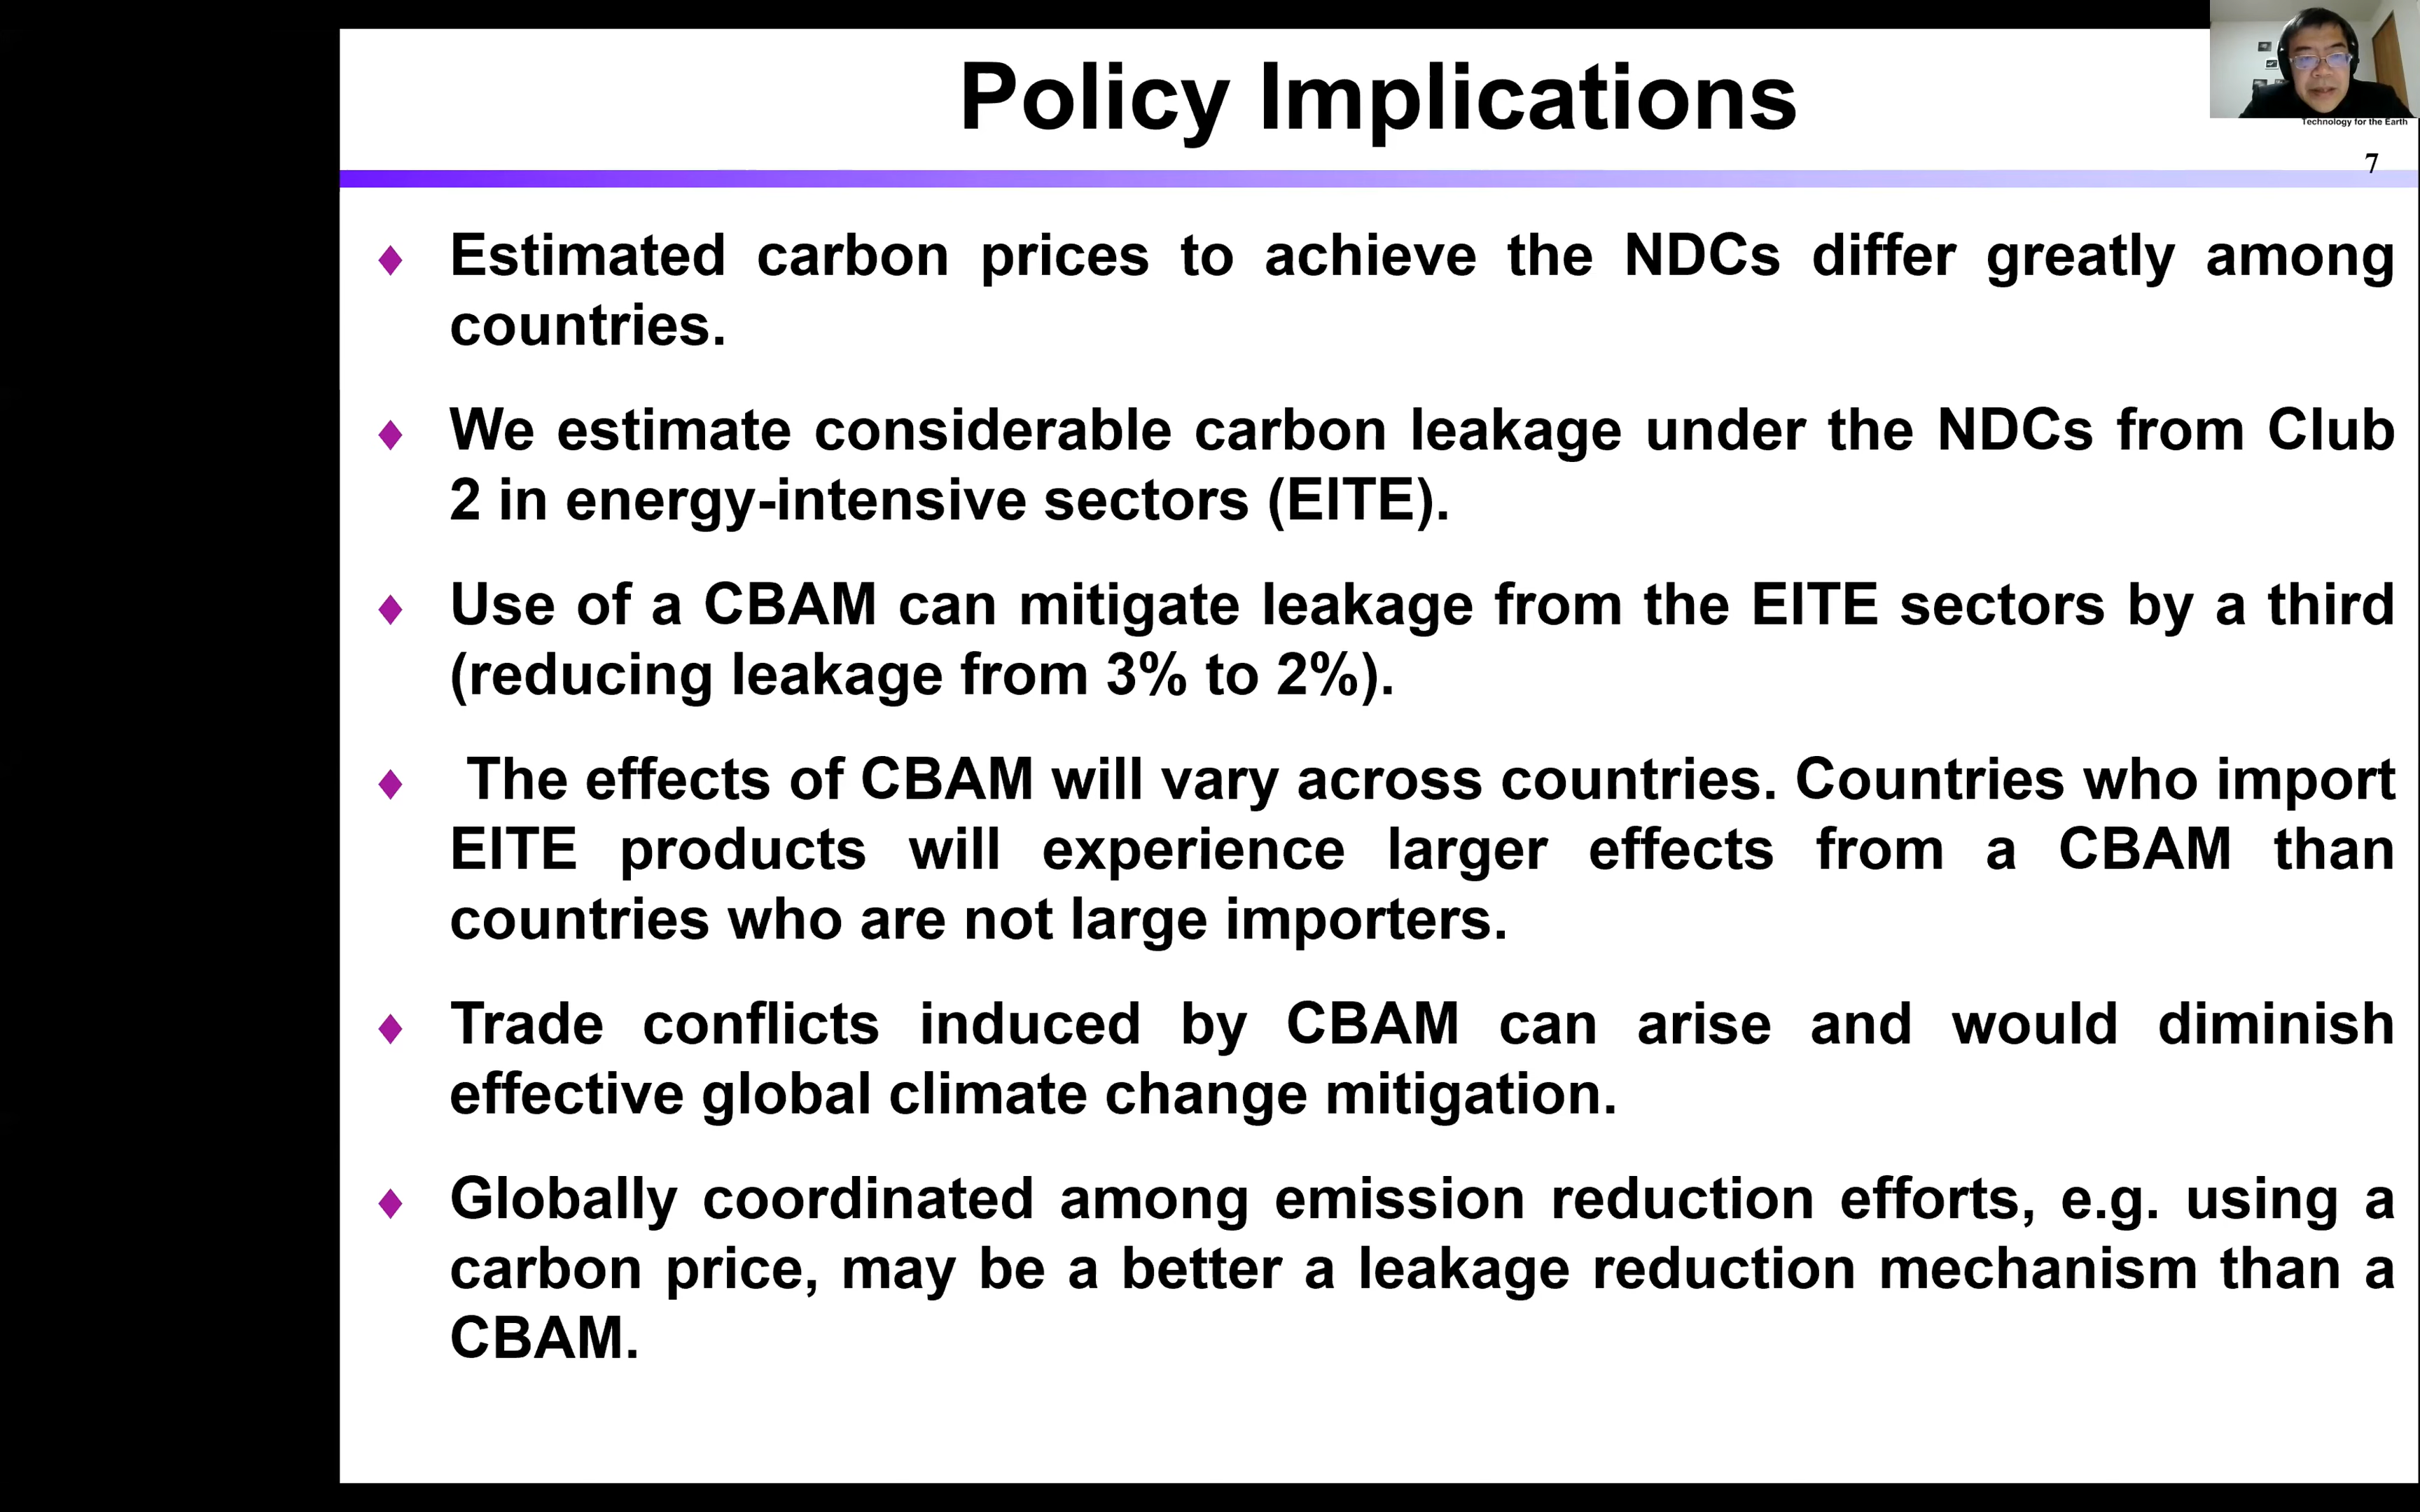 Policy Implications
Technology for the Earth
7
♦ Estimated carbon prices to achieve the NDCs differ greatly among
countries.
♦ We estimate considerable carbon leakage under the NDCs from Club
2 in energy-intensive sectors (EITE).
♦ Use of a CBAM can mitigate leakage from the EITE sectors by a third
(reducing leakage from 3% to 2%).
♦ The effects of CBAM will vary across countries. Countries who import
EITE products will experience larger effects from a CBAM than
countries who are not large importers.
♦ Trade conflicts induced by CBAM can arise and would diminish
effective global climate change mitigation.
♦ Globally coordinated among emission reduction efforts, e.g. using a
carbon price, may be a better a leakage reduction mechanism than a
CBAM.